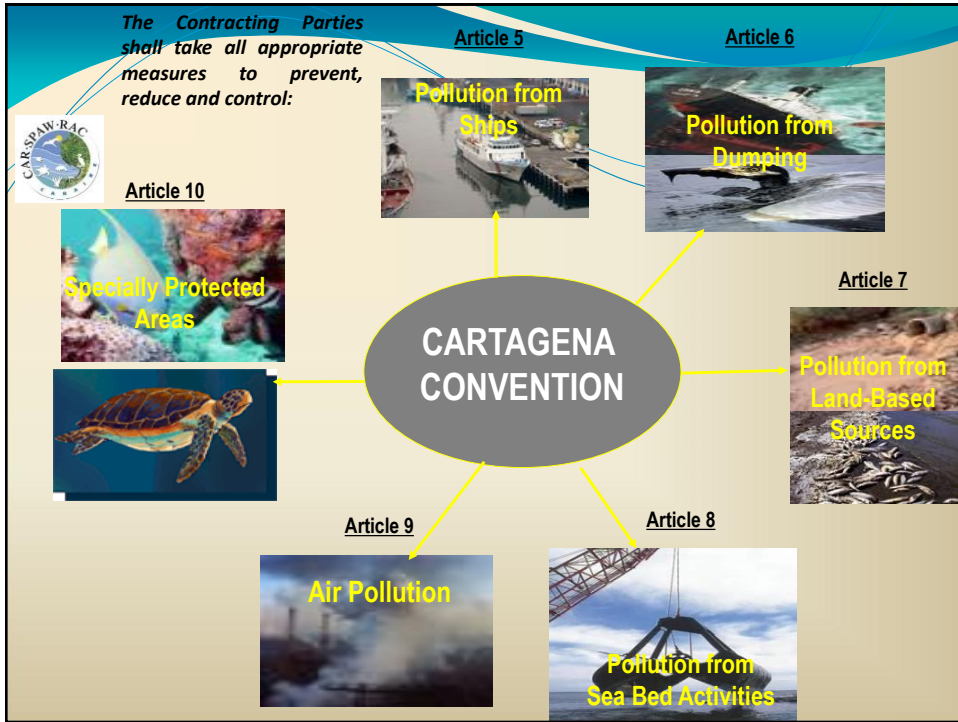 The Contracting Parties
shall take all appropriate
measures to prevent,
reduce and control:
CAR·SPAW·RAC
CARAIBE
Article 5
Pollution from
Ships
Article 6
Pollution from
Dumping
Article 10
Specially Protected
Areas
Article 7
Pollution from
Land-Based
Sources
CARTAGENA
CONVENTION
Article 9
Air Pollution
Article 8
Pollution from
Sea Bed Activities